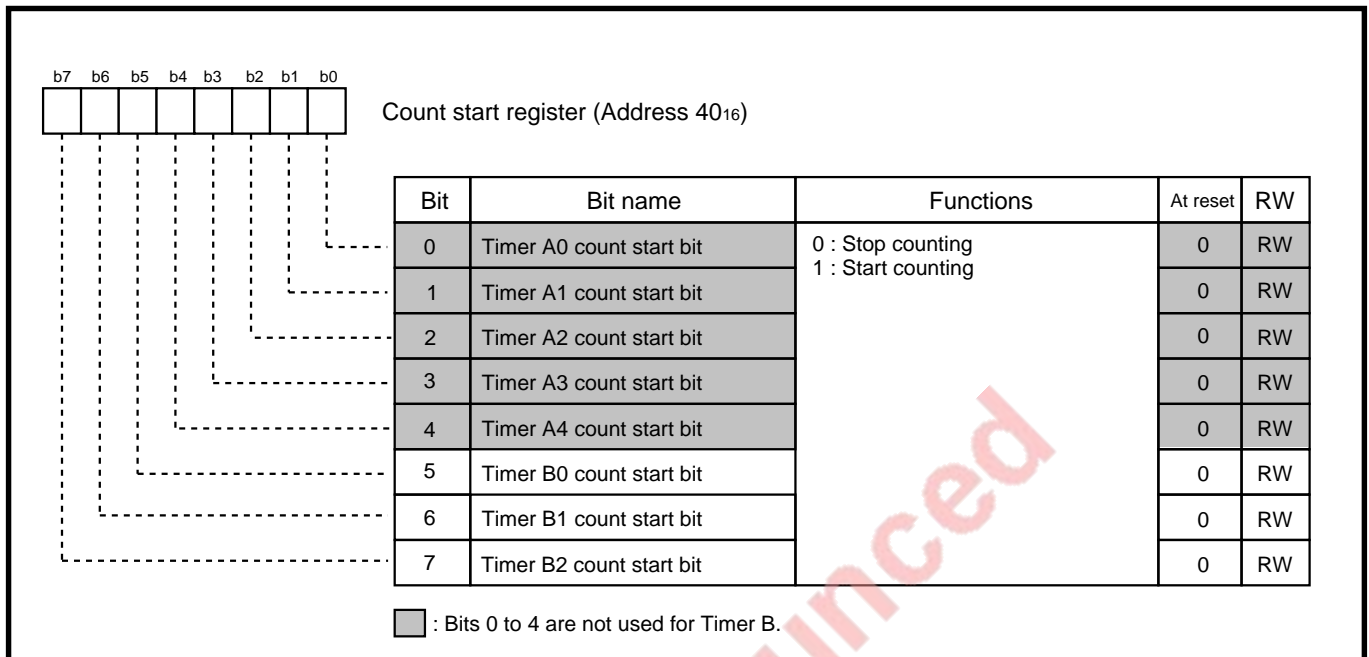 b7 b6 b5 b4 b3 b2 b1 b0
Count start register (Address 4016)
Bit Bit name Functions At reset RW
0 Timer A0 count start bit 0 : Stop counting 0 RW
1 : Start counting
1 Timer A1 count start bit 0 RW
2 Timer A2 count start bit 0 RW
3 Timer A3 count start bit 0 RW
4 Timer A4 count start bit 0 RW
5 Timer B0 count start bit 0 RW
6 Timer B1 count start bit 0 RW
7 Timer B2 count start bit 0 RW
: Bits 0 to 4 are not used for Timer B.